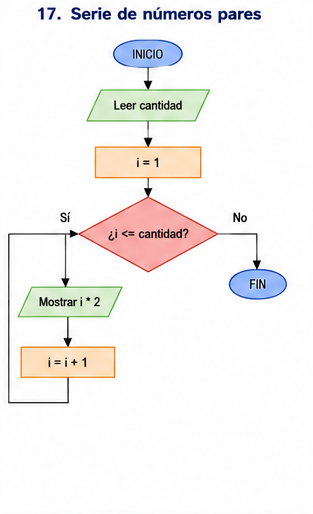 17. Serie de números pares
INICIO
Leer cantidad
i = 1
¿i <= cantidad?
Sí
No
Mostrar i * 2
FIN
i = i + 1